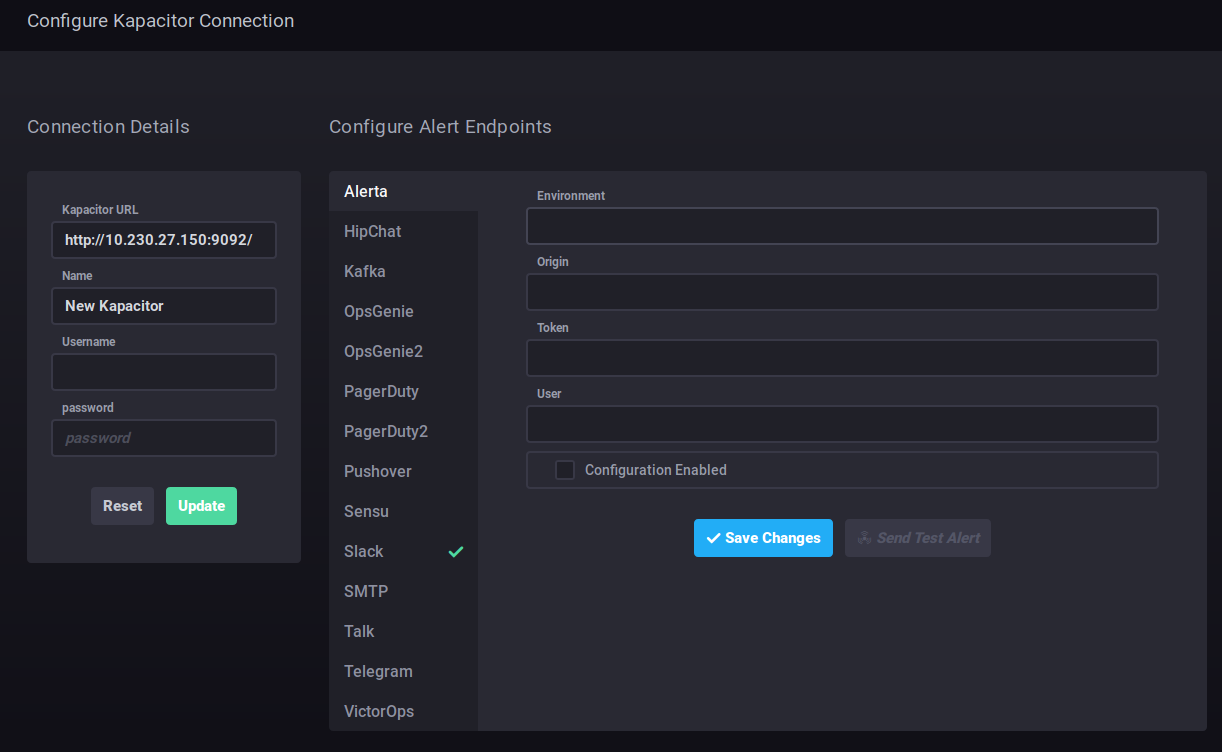 Configure Kapacitor Connection
Connection Details
Kapacitor URL
http://10.230.27.150:9092/
Name
New Kapacitor
Username
password
password
Reset
Update
Configure Alert Endpoints
Alerta
HipChat
Kafka
OpsGenie
OpsGenie2
PagerDuty
PagerDuty2
Pushover
Sensu
Slack
SMTP
Talk
Telegram
VictorOps
Environment
Origin
Token
User
Configuration Enabled
Save Changes
Send Test Alert